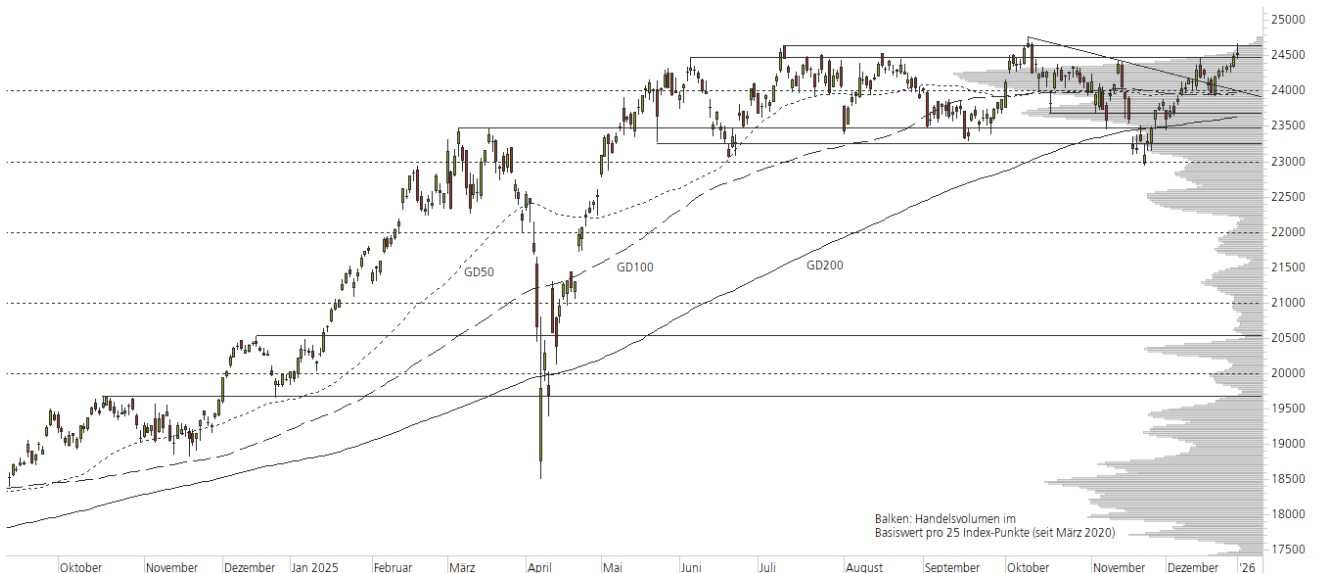 25000
24500
24000
23500
23000
22500
22000
21500
21000
20500
20000
19500
19000
18500
18000
17500
GD50
GD100
GD200
Balken: Handelsvolumen im
Basiswert pro 25 Index-Punkte (seit März 2020)
Oktober November Dezember Jan 2025 Februar März April Mai Juni Juli August September Oktober November Dezember '26